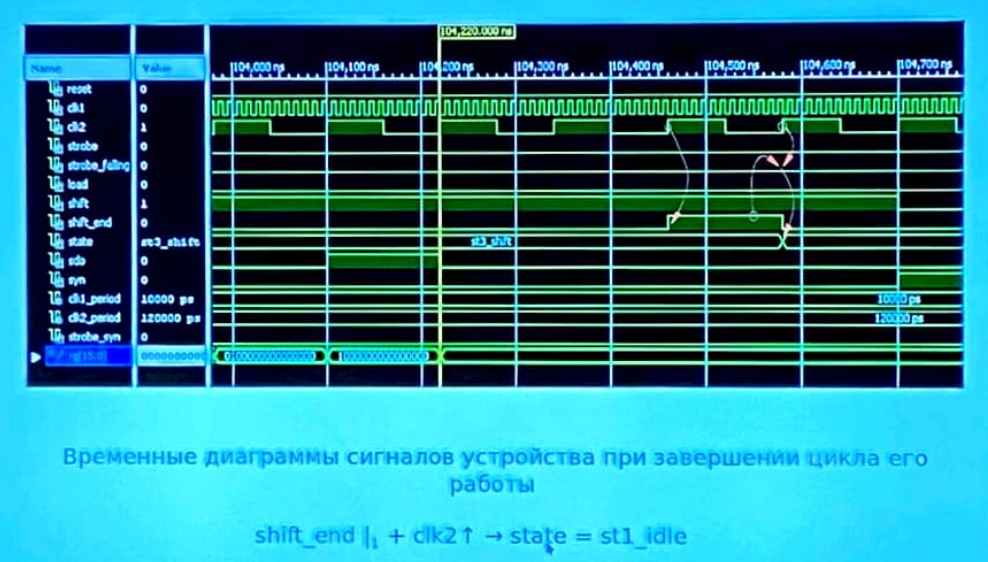 104,220.000 ns
Name Value 104,000 ns 104,100 ns 104,200 ns 104,300 ns 104,400 ns 104,500 ns 104,600 ns 104,700 ns
reset 0
clk1 0
clk2 1
strobe 0
strobe_falling 0
load 0
shift 1
shift_end 0
state st3_shift st3_shift
sdo 0
syn 0
clk1_period 10000 ps 10000 ps
clk2_period 120000 ps 120000 ps
strobe_syn 0
Временные диаграммы сигналов устройства при завершении цикла его
работы
shift_end |₁ + clk2↑ → state = st1_idle